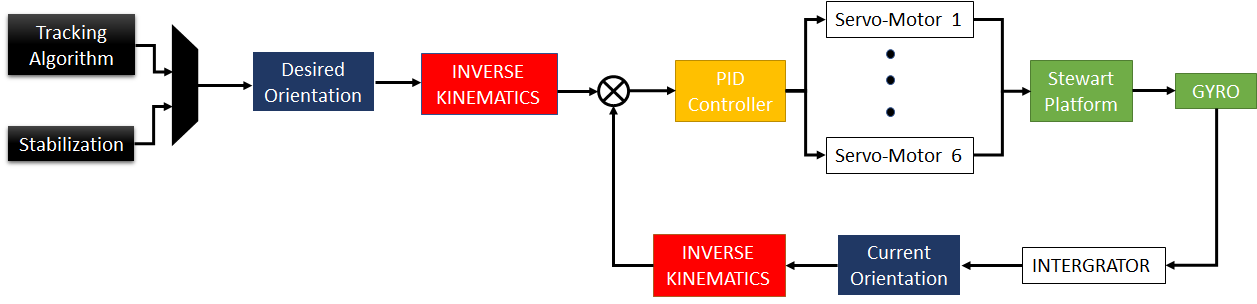 Tracking
Algorithm
Stabilization
Desired
Orientation
INVERSE
KINEMATICS
PID
Controller
Servo-Motor 1
Servo-Motor 6
Stewart
Platform
GYRO
INTERGRATOR
Current
Orientation
INVERSE
KINEMATICS